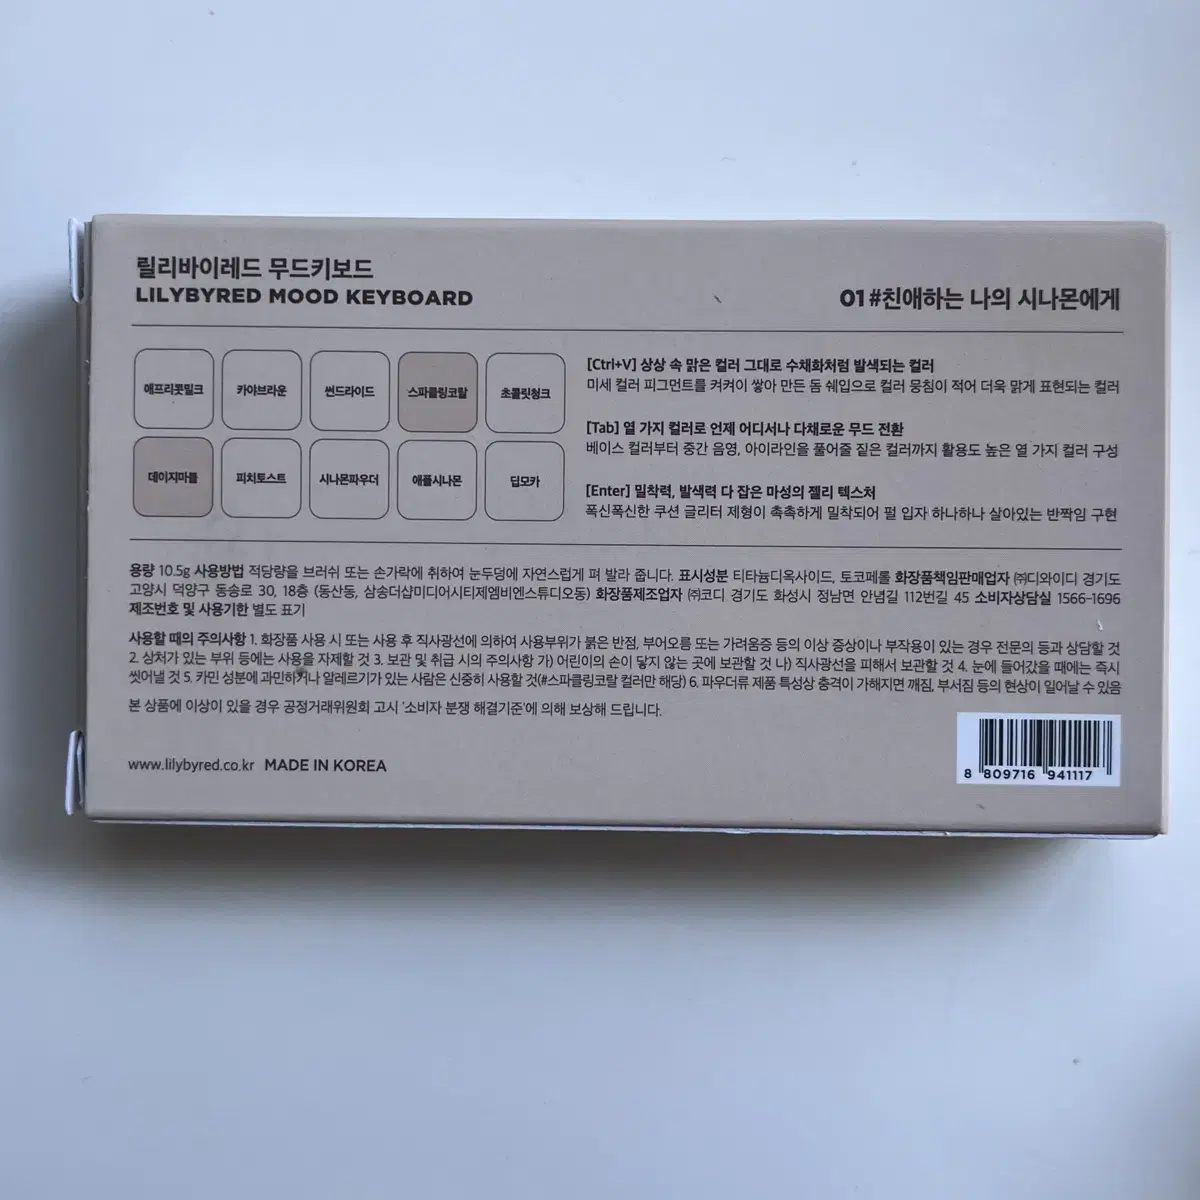 릴리바이레드 무드키보드
LILYBYRED MOOD KEYBOARD
01 #친애하는 나의 시나몬에게
애프리콧밀크
카야브라운
썬드라이드
스파클링코랄
초콜릿청크
데이지마블
피치토스트
시나몬파우더
애플시나몬
딥모카
[Ctrl+V] 상상 속 맑은 컬러 그대로 수채화처럼 발색되는 컬러
미세 컬러 피그먼트를 켜켜이 쌓아 만든 돔 쉐입으로 컬러 뭉침이 적어 더욱 맑게 표현되는 컬러
[Tab] 열 가지 컬러로 언제 어디서나 다채로운 무드 전환
베이스 컬러부터 중간 음영, 아이라인을 풀어줄 짙은 컬러까지 활용도 높은 열 가지 컬러 구성
[Enter] 밀착력, 발색력 다 잡은 마성의 젤리 텍스처
폭신폭신한 쿠션 글리터 제형이 촉촉하게 밀착되어 펄 입자 하나하나 살아있는 반짝임 구현
용량 10.5g 사용방법 적당량을 브러쉬 또는 손가락에 취하여 눈두덩에 자연스럽게 펴 발라 줍니다. 표시성분 티타늄디옥사이드, 토코페롤 화장품책임판매업자 ㈜디와이디 경기도
고양시 덕양구 동송로 30, 18층 (동산동, 삼송더샵미디어시티제엠비엔스튜디오동) 화장품제조업자 ㈜코디 경기도 화성시 정남면 안녕길 112번길 45 소비자상담실 1566-1696
제조번호 및 사용기한 별도 표기
사용할 때의 주의사항 1. 화장품 사용 시 또는 사용 후 직사광선에 의하여 사용부위가 붉은 반점, 부어오름 또는 가려움증 등의 이상 증상이나 부작용이 있는 경우 전문의 등과 상담할 것
2. 상처가 있는 부위 등에는 사용을 자제할 것 3. 보관 및 취급 시의 주의사항 가) 어린이의 손이 닿지 않는 곳에 보관할 것 나) 직사광선을 피해서 보관할 것 4. 눈에 들어갔을 때에는 즉시
씻어낼 것 5. 카민 성분에 과민하거나 알레르기가 있는 사람은 신중히 사용할 것(#스파클링코랄 컬러만 해당) 6. 파우더류 제품 특성상 충격이 가해지면 깨짐, 부서짐 등의 현상이 일어날 수 있음
본 상품에 이상이 있을 경우 공정거래위원회 고시 '소비자 분쟁 해결기준'에 의해 보상해 드립니다.
www.lilybyred.co.kr MADE IN KOREA
8 809716 941117